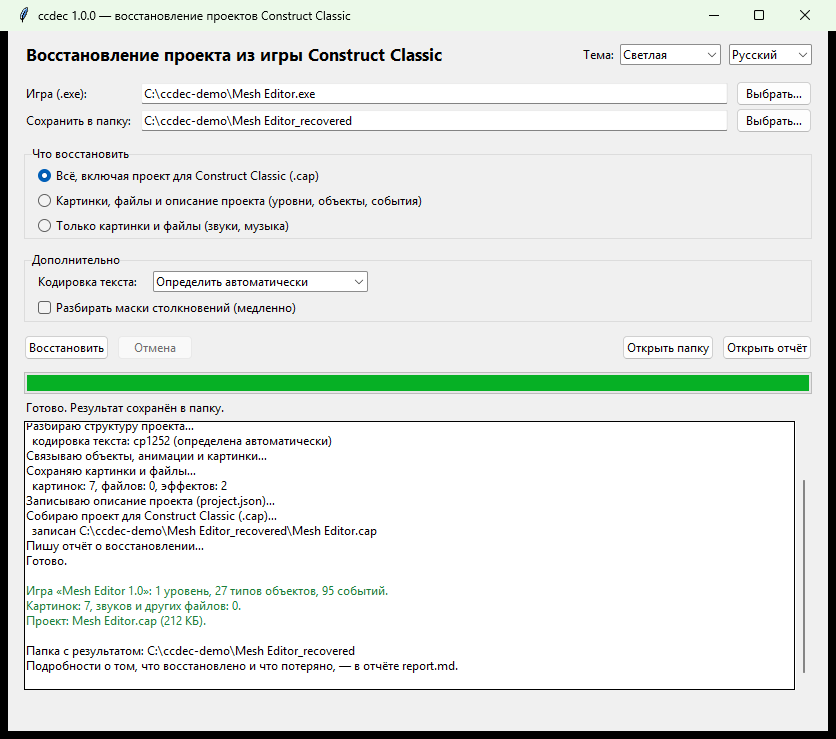 ccdec 1.0.0 — восстановление проектов Construct Classic
Восстановление проекта из игры Construct Classic
Тема: Светлая Русский
Игра (.exe): C:\ccdec-demo\Mesh Editor.exe Выбрать...
Сохранить в папку: C:\ccdec-demo\Mesh Editor_recovered Выбрать...
Что восстановить
Всё, включая проект для Construct Classic (.cap)
Картинки, файлы и описание проекта (уровни, объекты, события)
Только картинки и файлы (звуки, музыка)
Дополнительно
Кодировка текста: Определить автоматически
Разбирать маски столкновений (медленно)
Восстановить Отмена Открыть папку Открыть отчёт
Готово. Результат сохранён в папку.
Разбираю структуру проекта...
кодировка текста: cp1252 (определена автоматически)
Связываю объекты, анимации и картинки...
Сохраняю картинки и файлы...
картинок: 7, файлов: 0, эффектов: 2
Записываю описание проекта (project.json)...
Собираю проект для Construct Classic (.cap)...
записан C:\ccdec-demo\Mesh Editor_recovered\Mesh Editor.cap
Пишу отчёт о восстановлении...
Готово.
Игра «Mesh Editor 1.0»: 1 уровень, 27 типов объектов, 95 событий.
Картинок: 7, звуков и других файлов: 0.
Проект: Mesh Editor.cap (212 КБ).
Папка с результатом: C:\ccdec-demo\Mesh Editor_recovered
Подробности о том, что восстановлено и что потеряно, — в отчёте report.md.